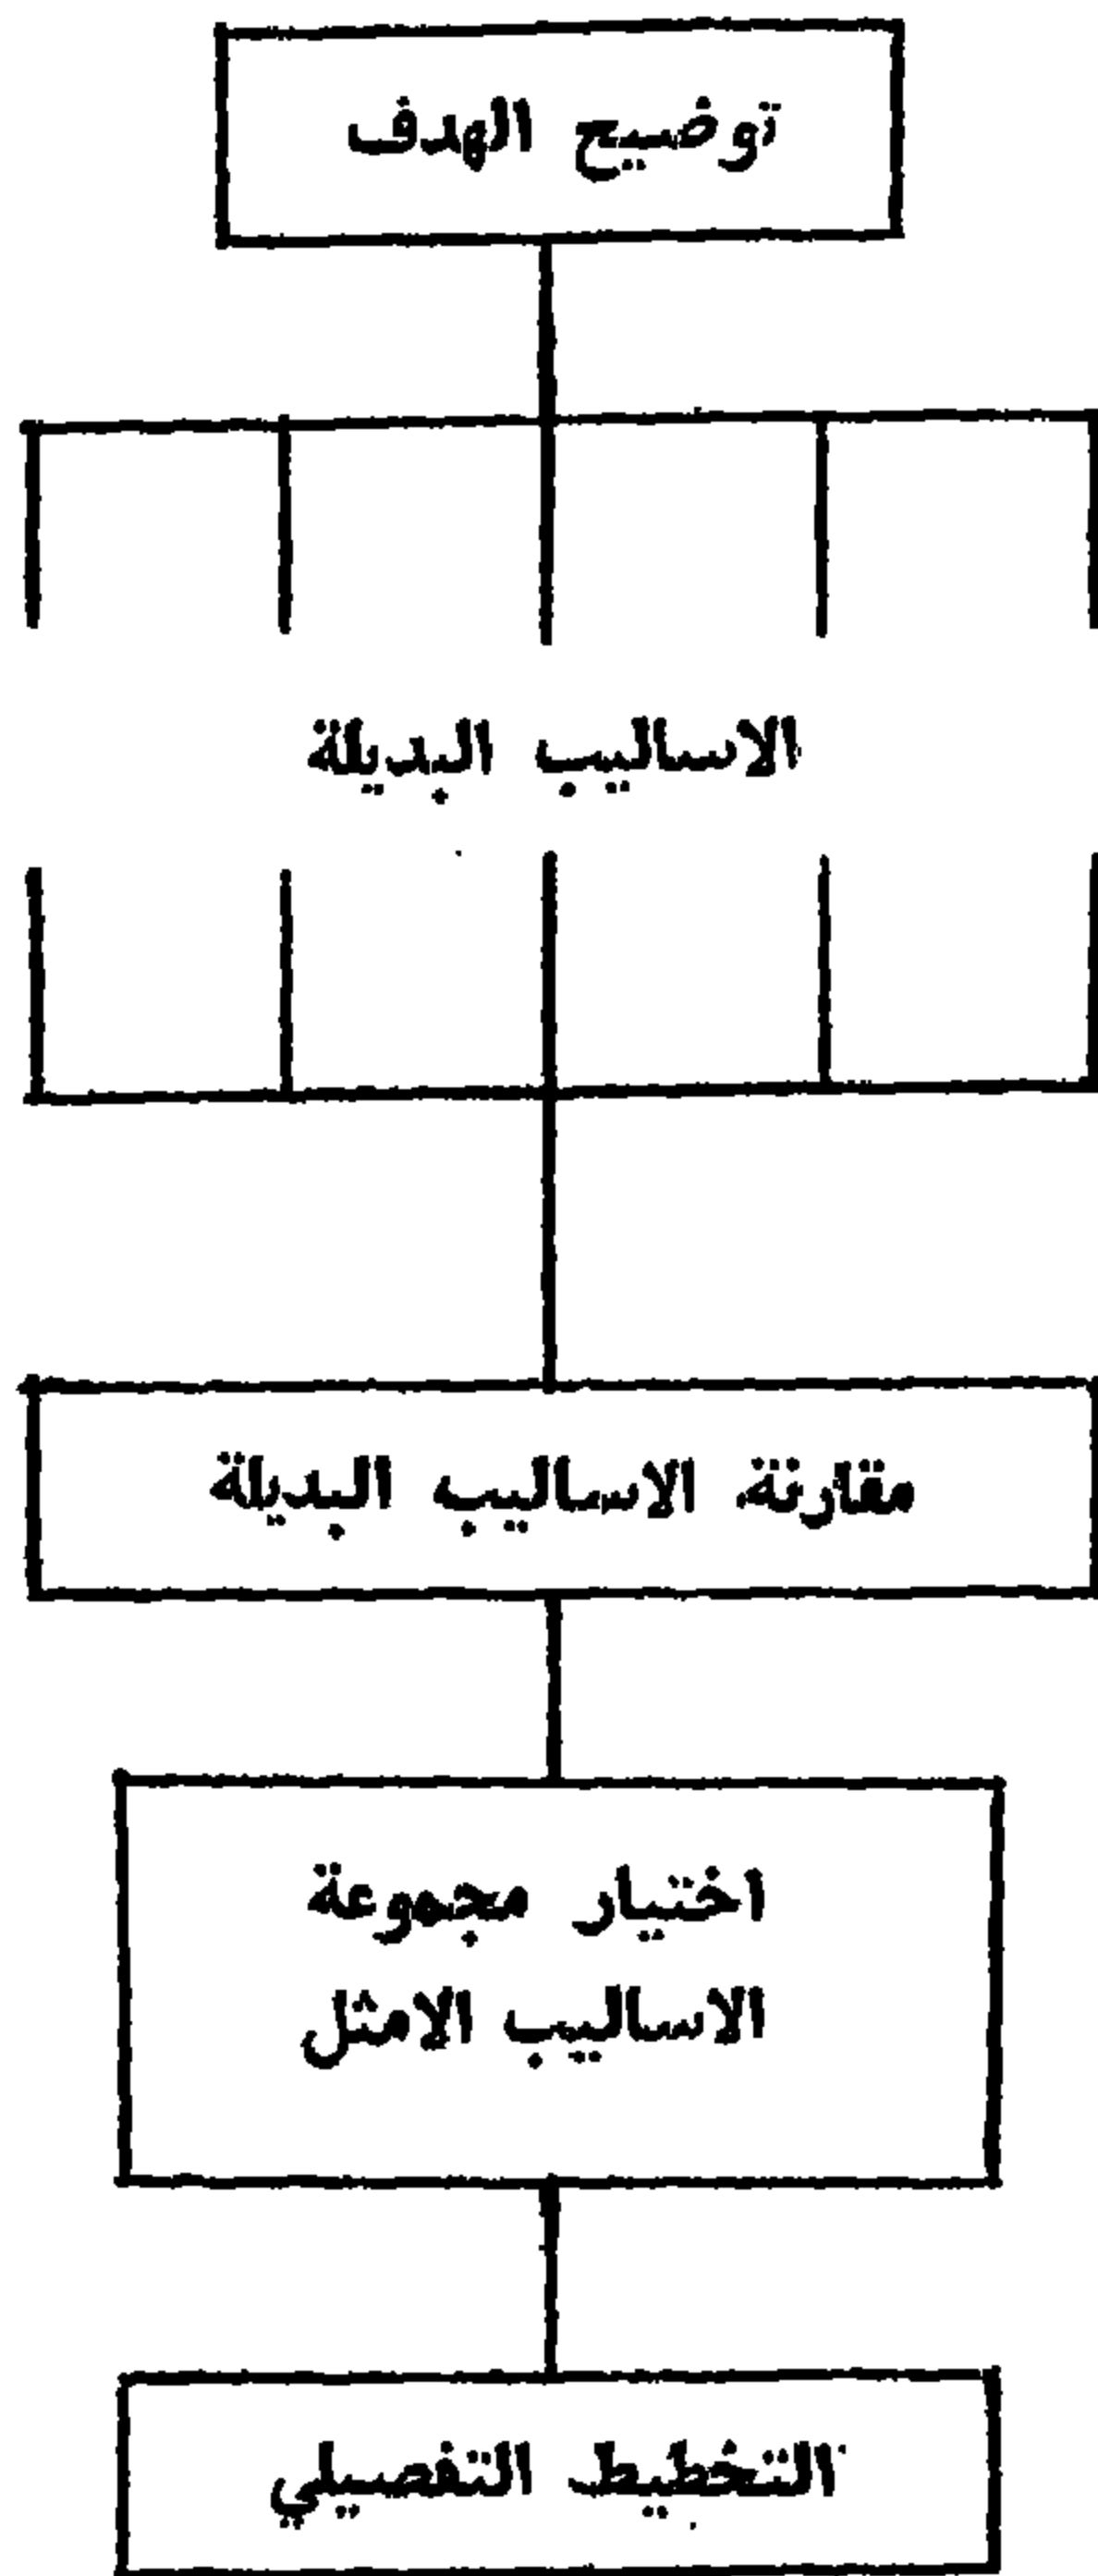 توضيح الهدف
الاساليب البديلة
مقارنة الاساليب البديلة
اختيار مجموعة
الاساليب الامثل
التخطيط التفصيلي